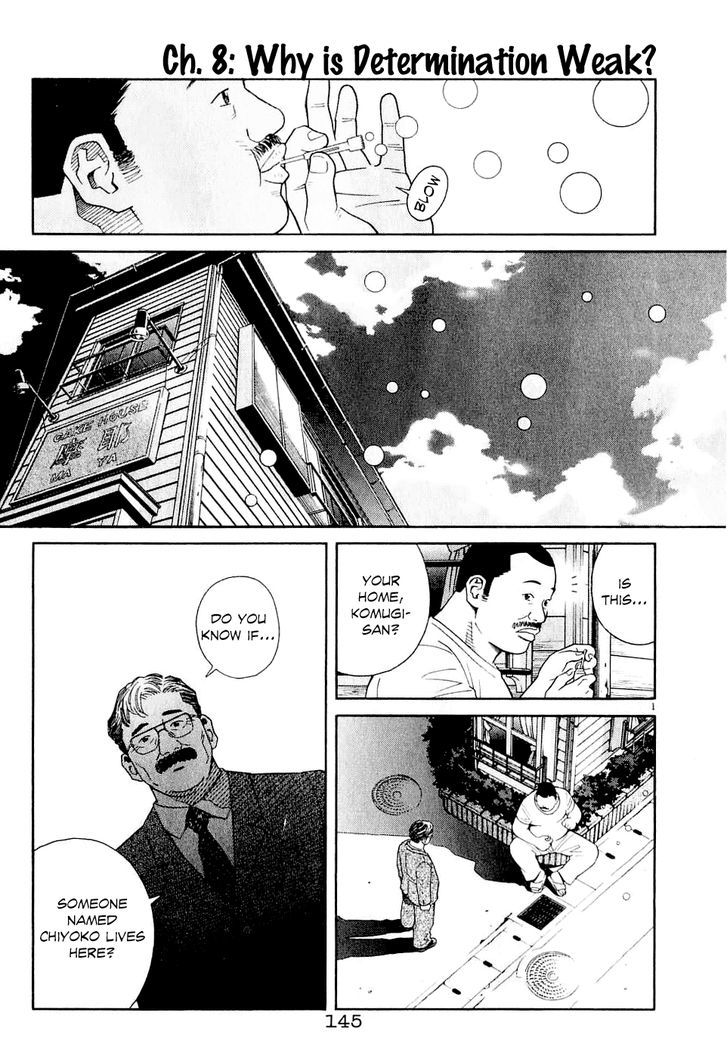 Ch. 8: Why is Determination Weak?
BLOW
CAKE HOUSE
MA YA
IS
THIS...
YOUR
HOME,
KOMUGI-
SAN?
1
DO YOU
KNOW IF...
SOMEONE
NAMED
CHIYOKO LIVES
HERE?
145